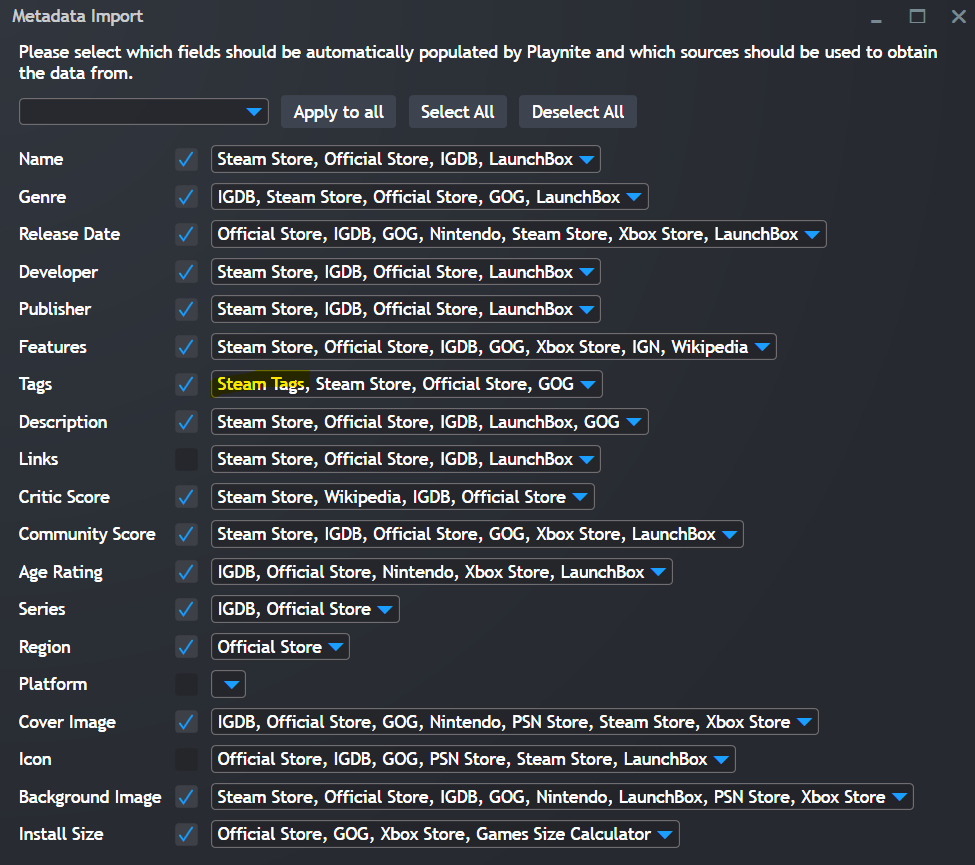 Metadata Import
Please select which fields should be automatically populated by Playnite and which sources should be used to obtain
the data from.
Apply to all Select All Deselect All
Name Steam Store, Official Store, IGDB, LaunchBox
Genre IGDB, Steam Store, Official Store, GOG, LaunchBox
Release Date Official Store, IGDB, GOG, Nintendo, Steam Store, Xbox Store, LaunchBox
Developer Steam Store, IGDB, Official Store, LaunchBox
Publisher Steam Store, IGDB, Official Store, LaunchBox
Features Steam Store, Official Store, IGDB, GOG, Xbox Store, IGN, Wikipedia
Tags Steam Tags, Steam Store, Official Store, GOG
Description Steam Store, Official Store, IGDB, LaunchBox, GOG
Links Steam Store, Official Store, IGDB, LaunchBox
Critic Score Steam Store, Wikipedia, IGDB, Official Store
Community Score Steam Store, IGDB, Official Store, GOG, Xbox Store, LaunchBox
Age Rating IGDB, Official Store, Nintendo, Xbox Store, LaunchBox
Series IGDB, Official Store
Region Official Store
Platform
Cover Image IGDB, Official Store, GOG, Nintendo, PSN Store, Steam Store, Xbox Store
Icon Official Store, IGDB, GOG, PSN Store, Steam Store, LaunchBox
Background Image Steam Store, Official Store, IGDB, GOG, Nintendo, LaunchBox, PSN Store, Xbox Store
Install Size Official Store, GOG, Xbox Store, Games Size Calculator